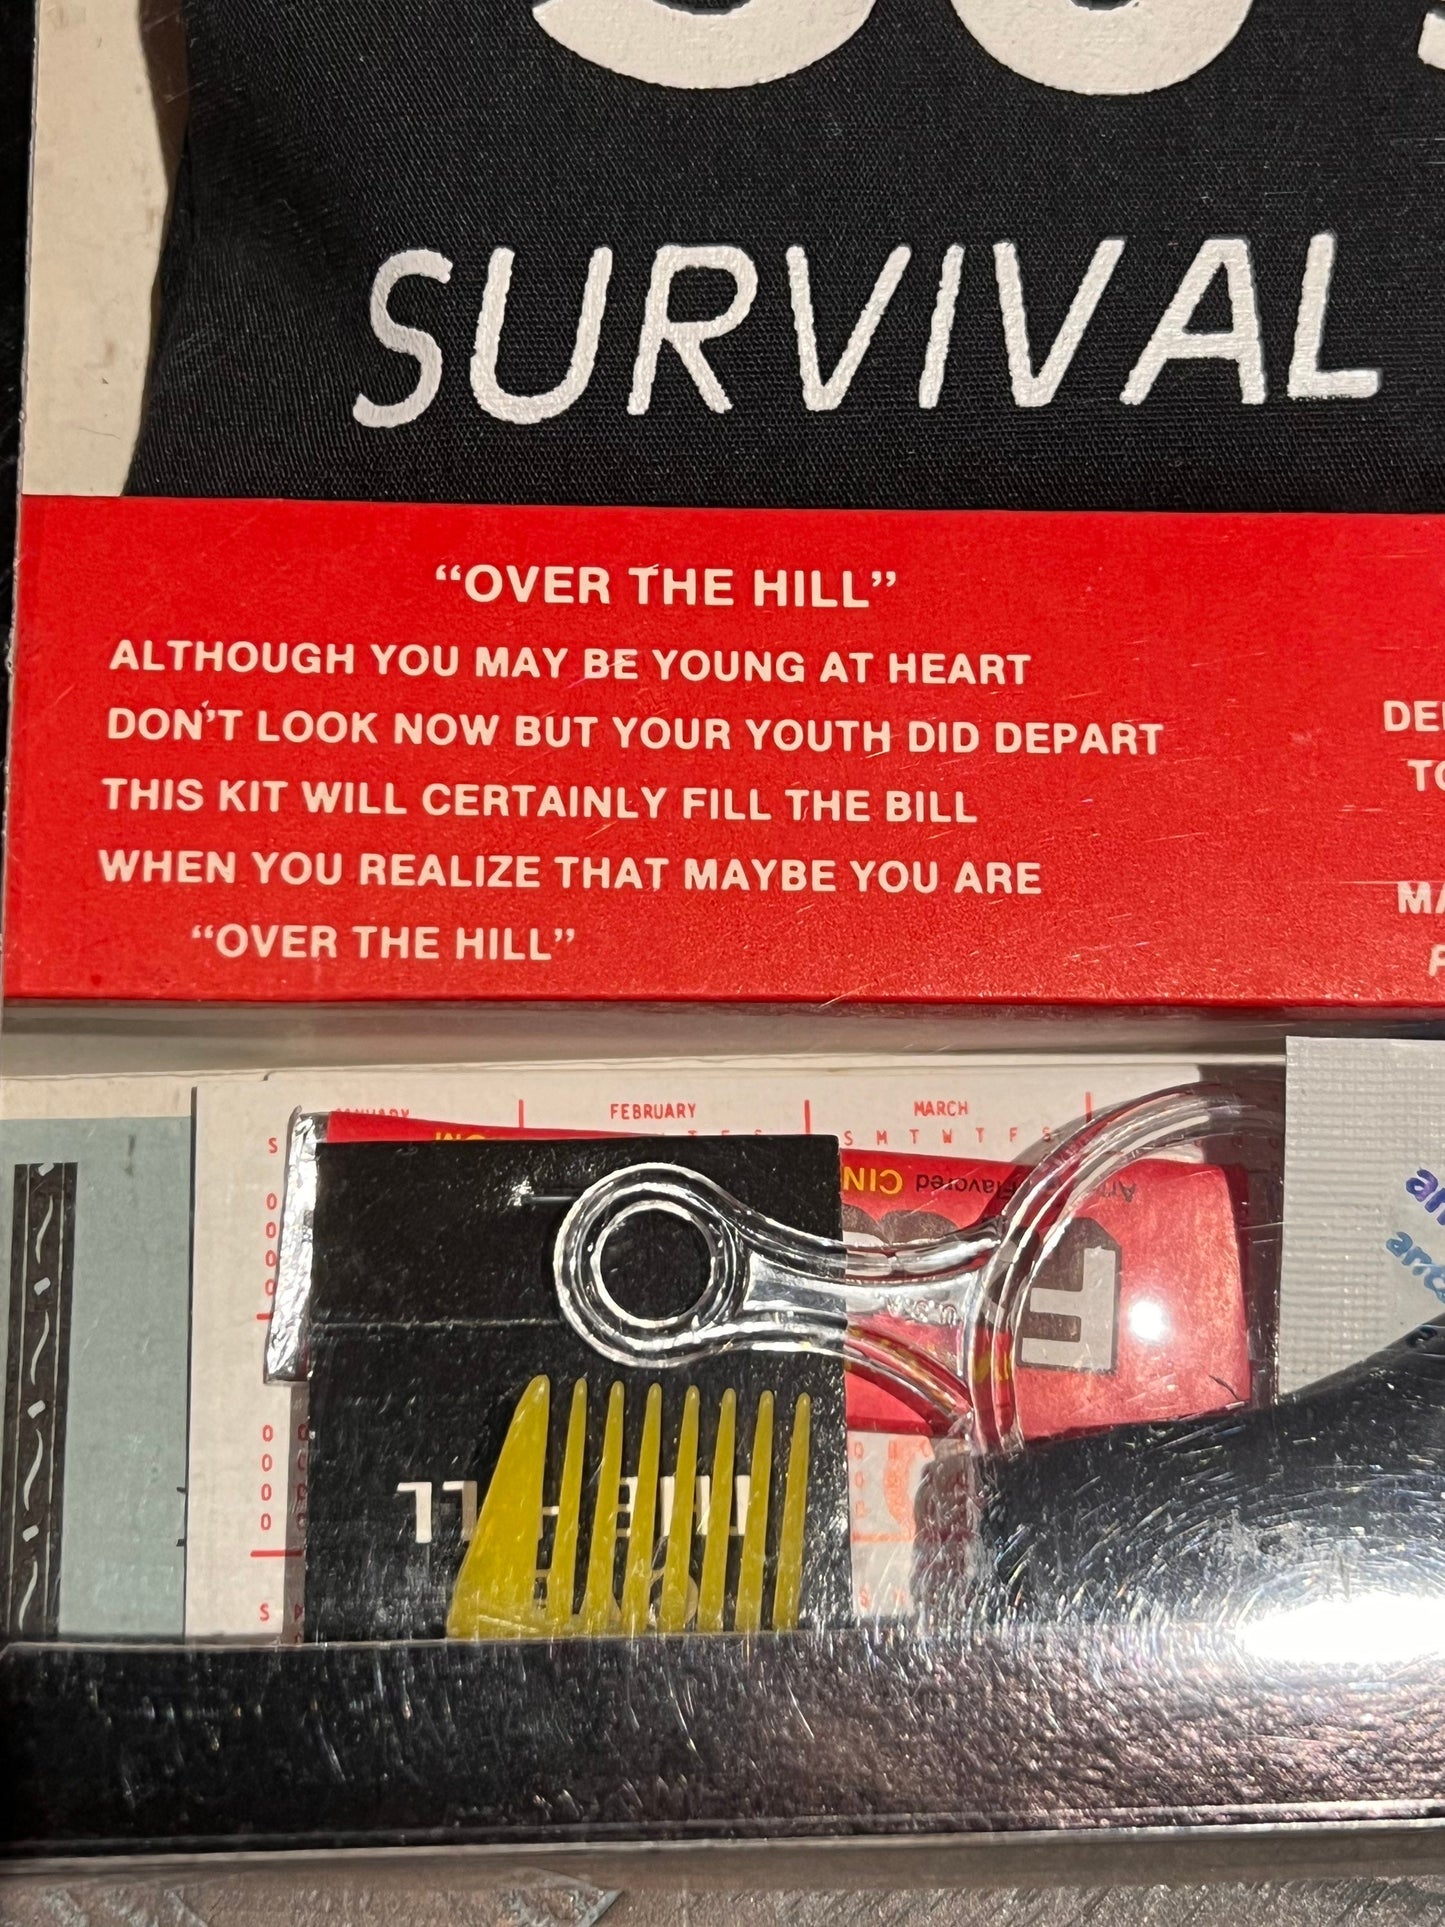 SURVIVAL
“OVER THE HILL”
ALTHOUGH YOU MAY BE YOUNG AT HEART
DON’T LOOK NOW BUT YOUR YOUTH DID DEPART
THIS KIT WILL CERTAINLY FILL THE BILL
WHEN YOU REALIZE THAT MAYBE YOU ARE
“OVER THE HILL”
JANUARY FEBRUARY MARCH
S M T W T F S
Flavored
U.S.A.